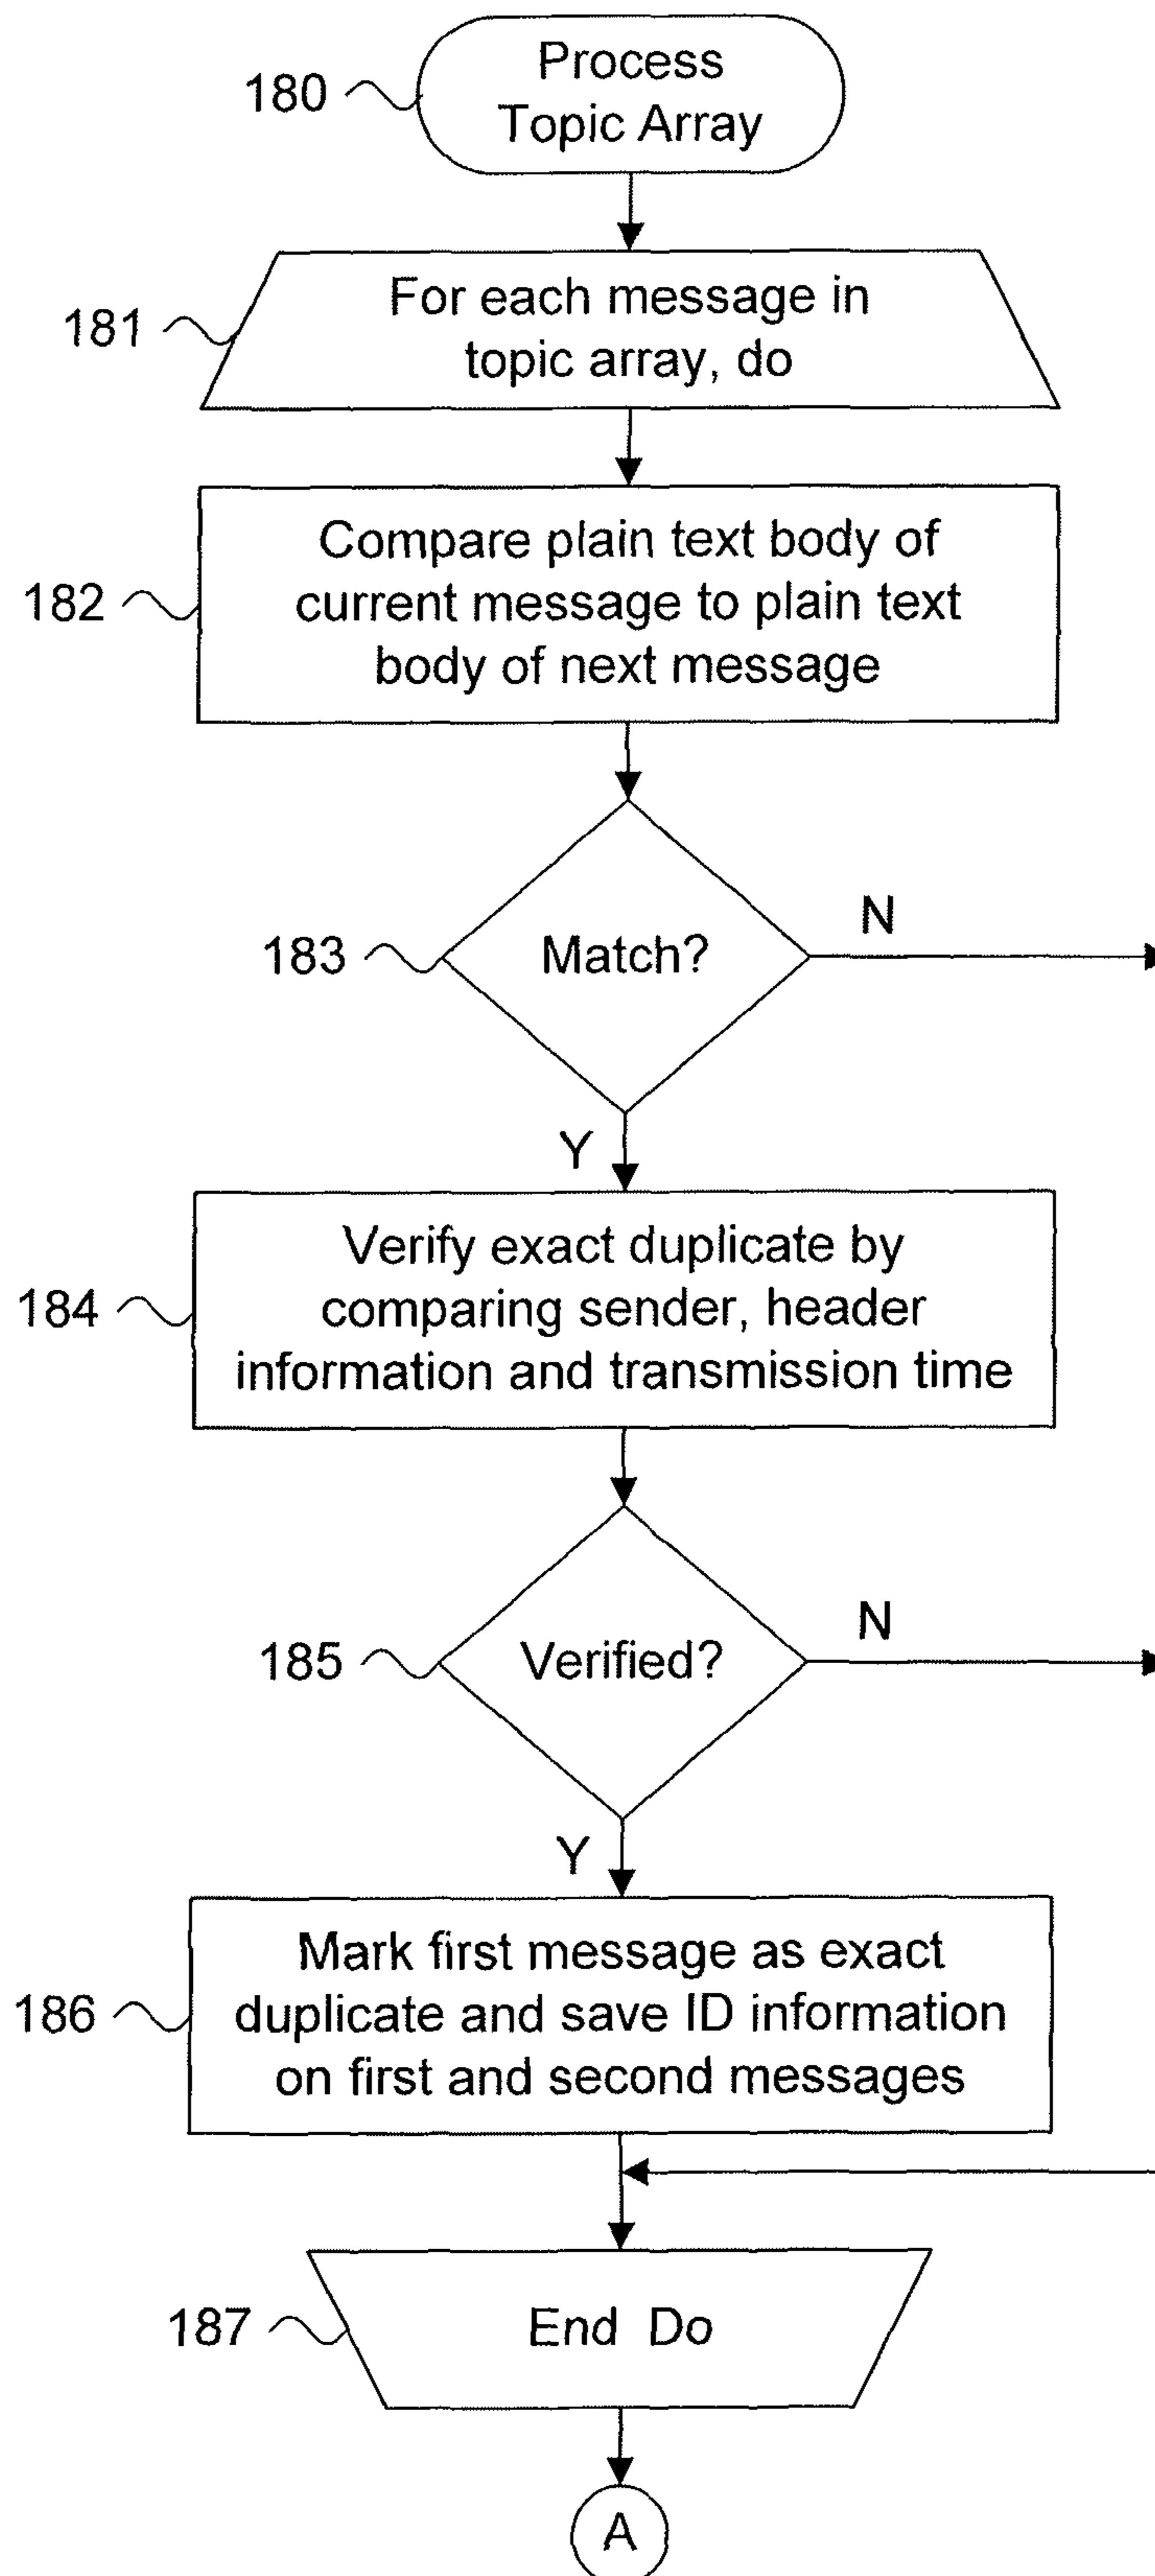 180
Process
Topic Array
181
For each message in
topic array, do
182
Compare plain text body of
current message to plain text
body of next message
183
Match?
N
Y
184
Verify exact duplicate by
comparing sender, header
information and transmission time
185
Verified?
N
Y
186
Mark first message as exact
duplicate and save ID information
on first and second messages
187
End Do
A